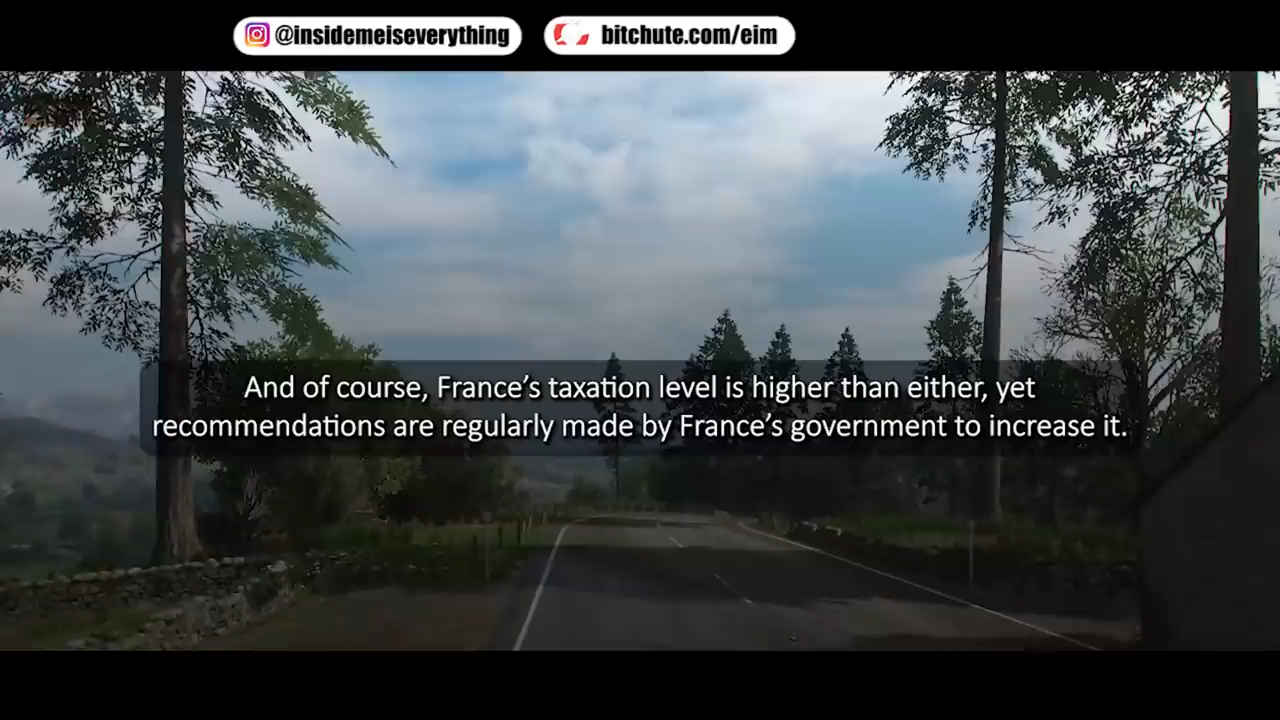 @insidemeiseverything
bitchute.com/eim
And of course, France’s taxation level is higher than either, yet
recommendations are regularly made by France’s government to increase it.